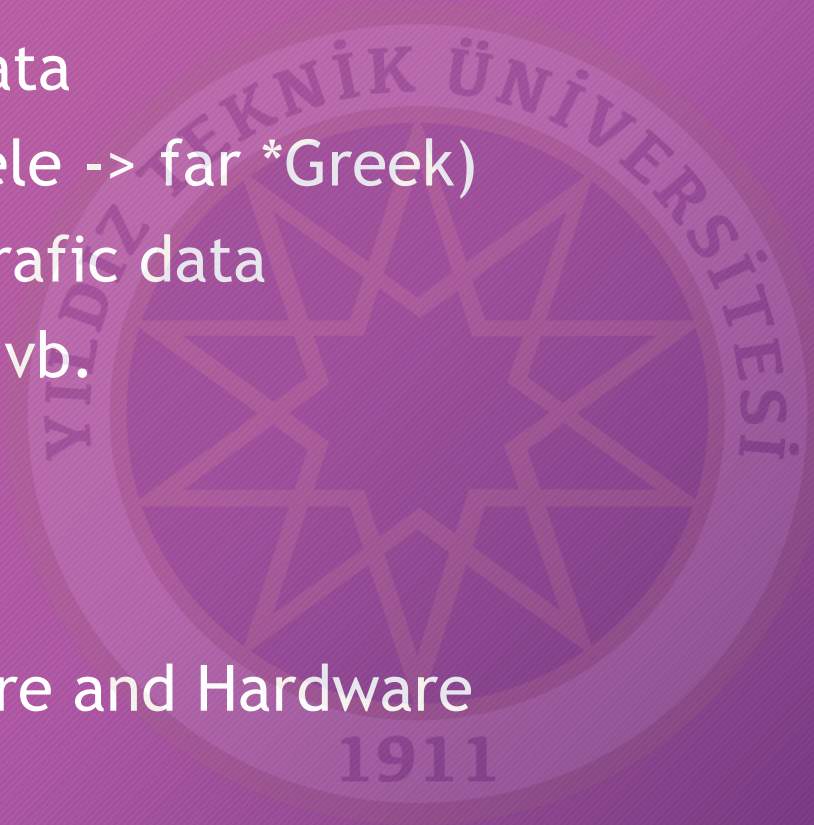 ata
ele -> far *Greek)
rafic data
vb.
re and Hardware
YILDIZ TEKNİK ÜNİVERSİTESİ
1911